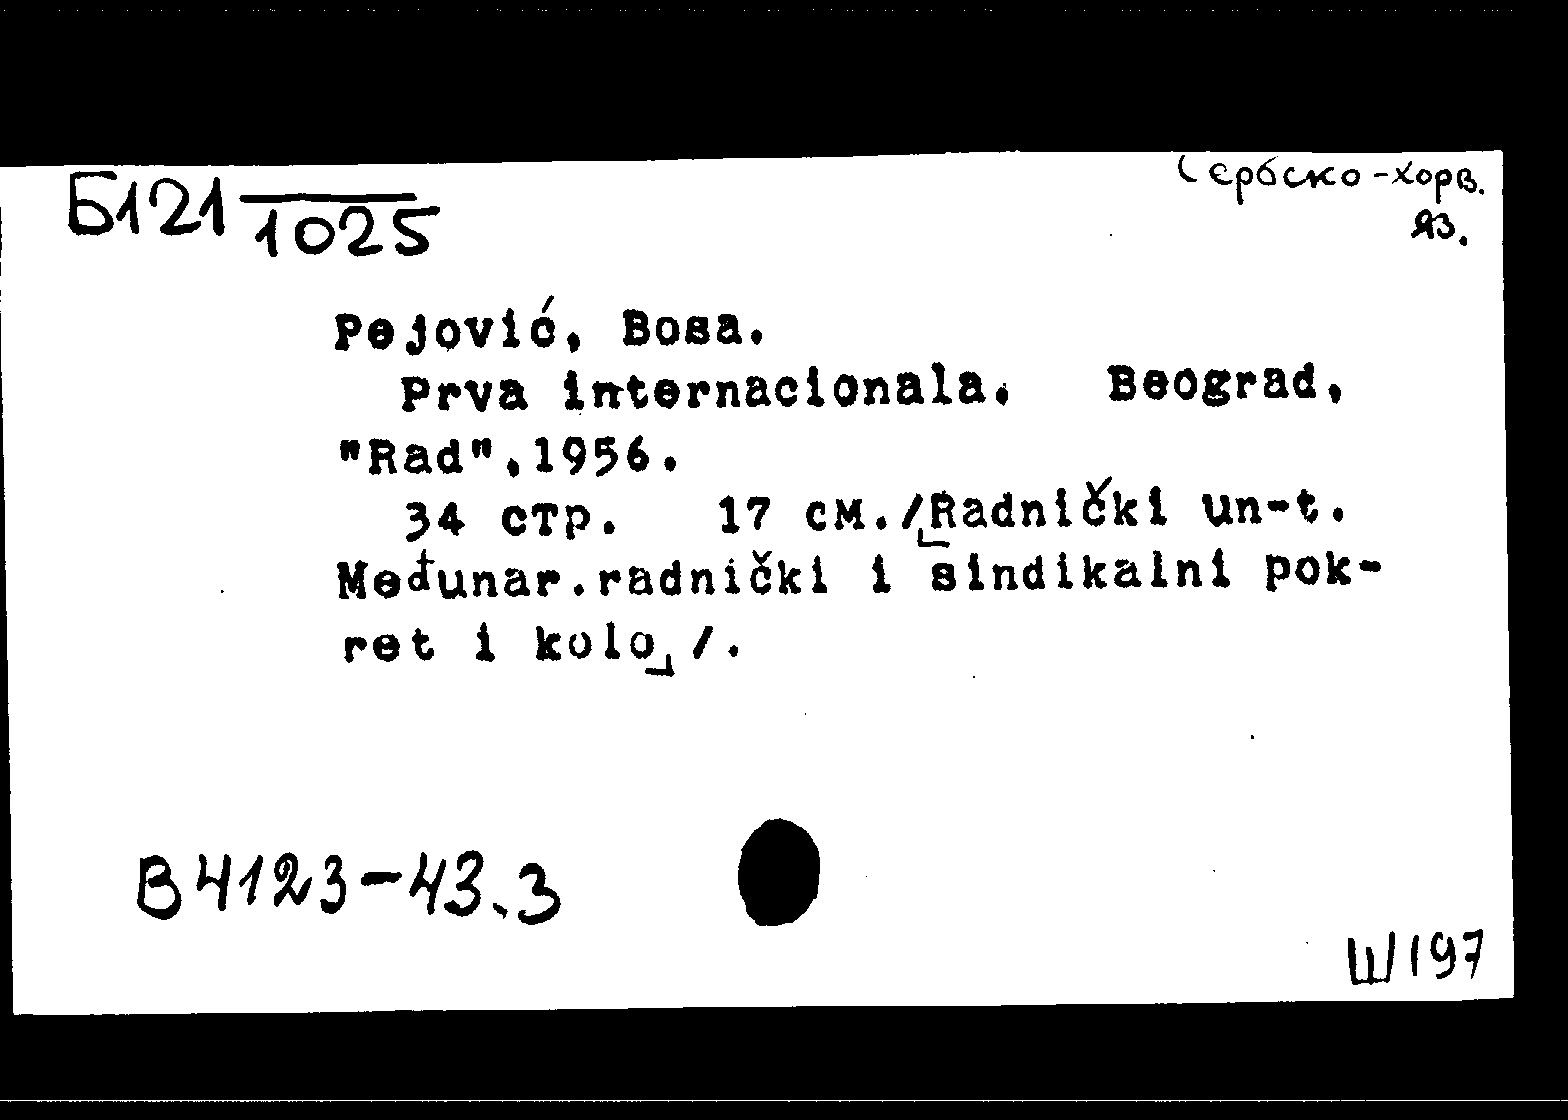 Б121 1025
Сербско-хорв.
яз.
Pejović, Bosa.
Prva internacionala. Beograd,
"Rad",1956.
34 стр. 17 см./Radnički un-t.
Međunar.radnički i sindikalni pok-
ret i kolo /.
В4123-43.3
Ш197